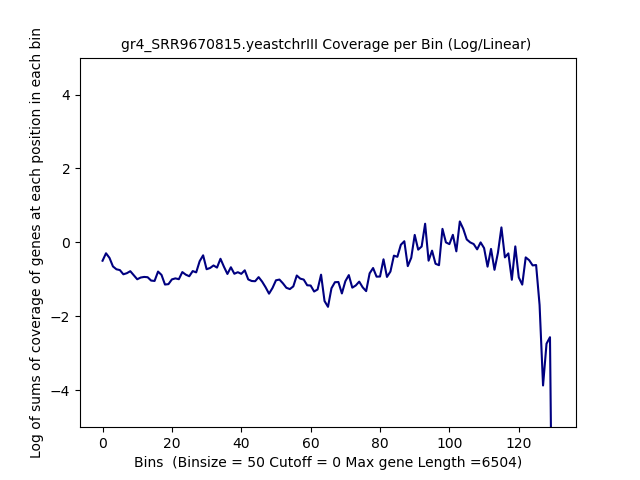 gr4_SRR9670815.yeastchrIII Coverage per Bin (Log/Linear)
Log of sums of coverage of genes at each position in each bin
4
2
0
−2
−4
0 20 40 60 80 100 120
Bins  (Binsize = 50 Cutoff = 0 Max gene Length =6504)